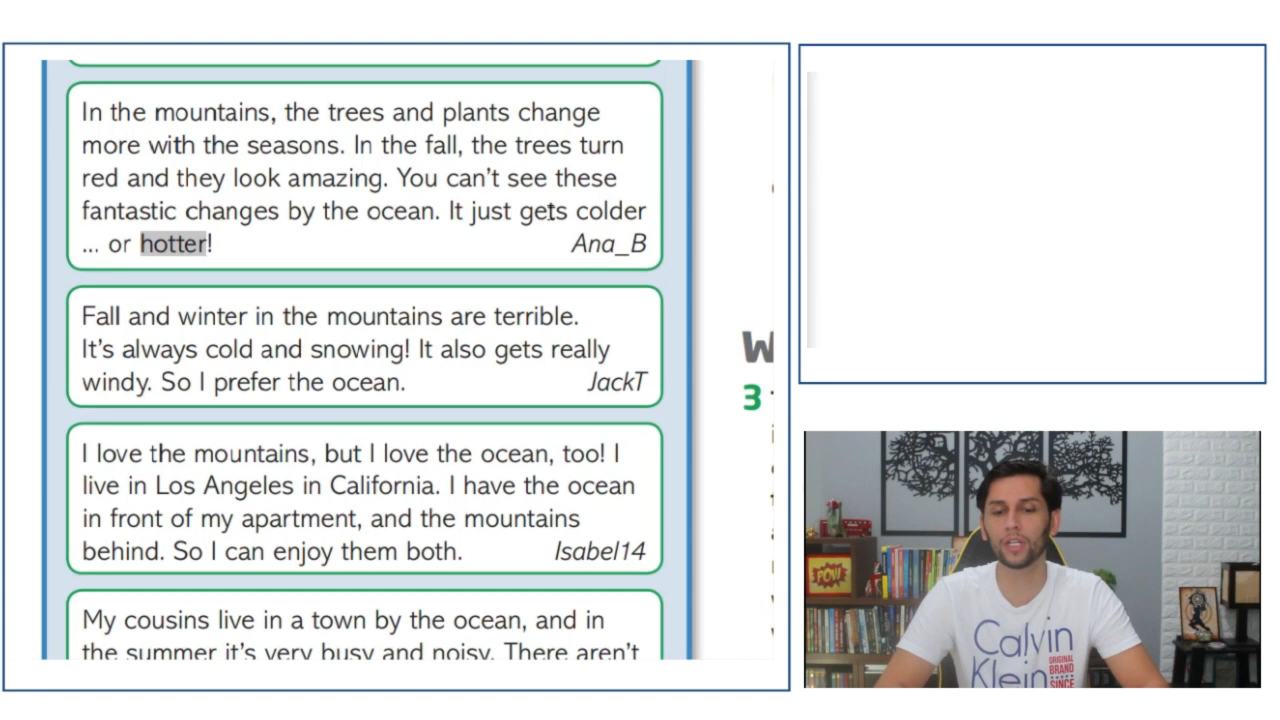 In the mountains, the trees and plants change
more with the seasons. In the fall, the trees turn
red and they look amazing. You can't see these
fantastic changes by the ocean. It just gets colder
... or hotter!
Ana_B
Fall and winter in the mountains are terrible.
It's always cold and snowing! It also gets really
windy. So I prefer the ocean.
JackT
I love the mountains, but I love the ocean, too! I
live in Los Angeles in California. I have the ocean
in front of my apartment, and the mountains
behind. So I can enjoy them both.
Isabel14
My cousins live in a town by the ocean, and in
the summer it's very busy and noisy. There aren't
W
3
POW
Calvin
Klein
ORIGINAL
BRAND
SINCE